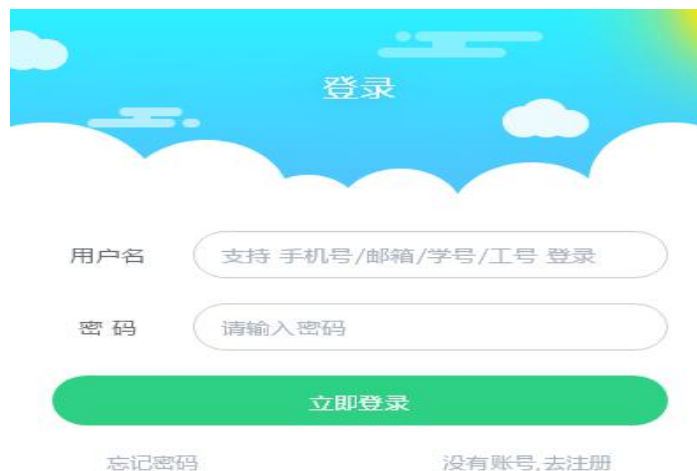 登录
用户名 支持 手机号/邮箱/学号/工号 登录
密 码 请输入密码
立即登录
忘记密码 没有账号,去注册